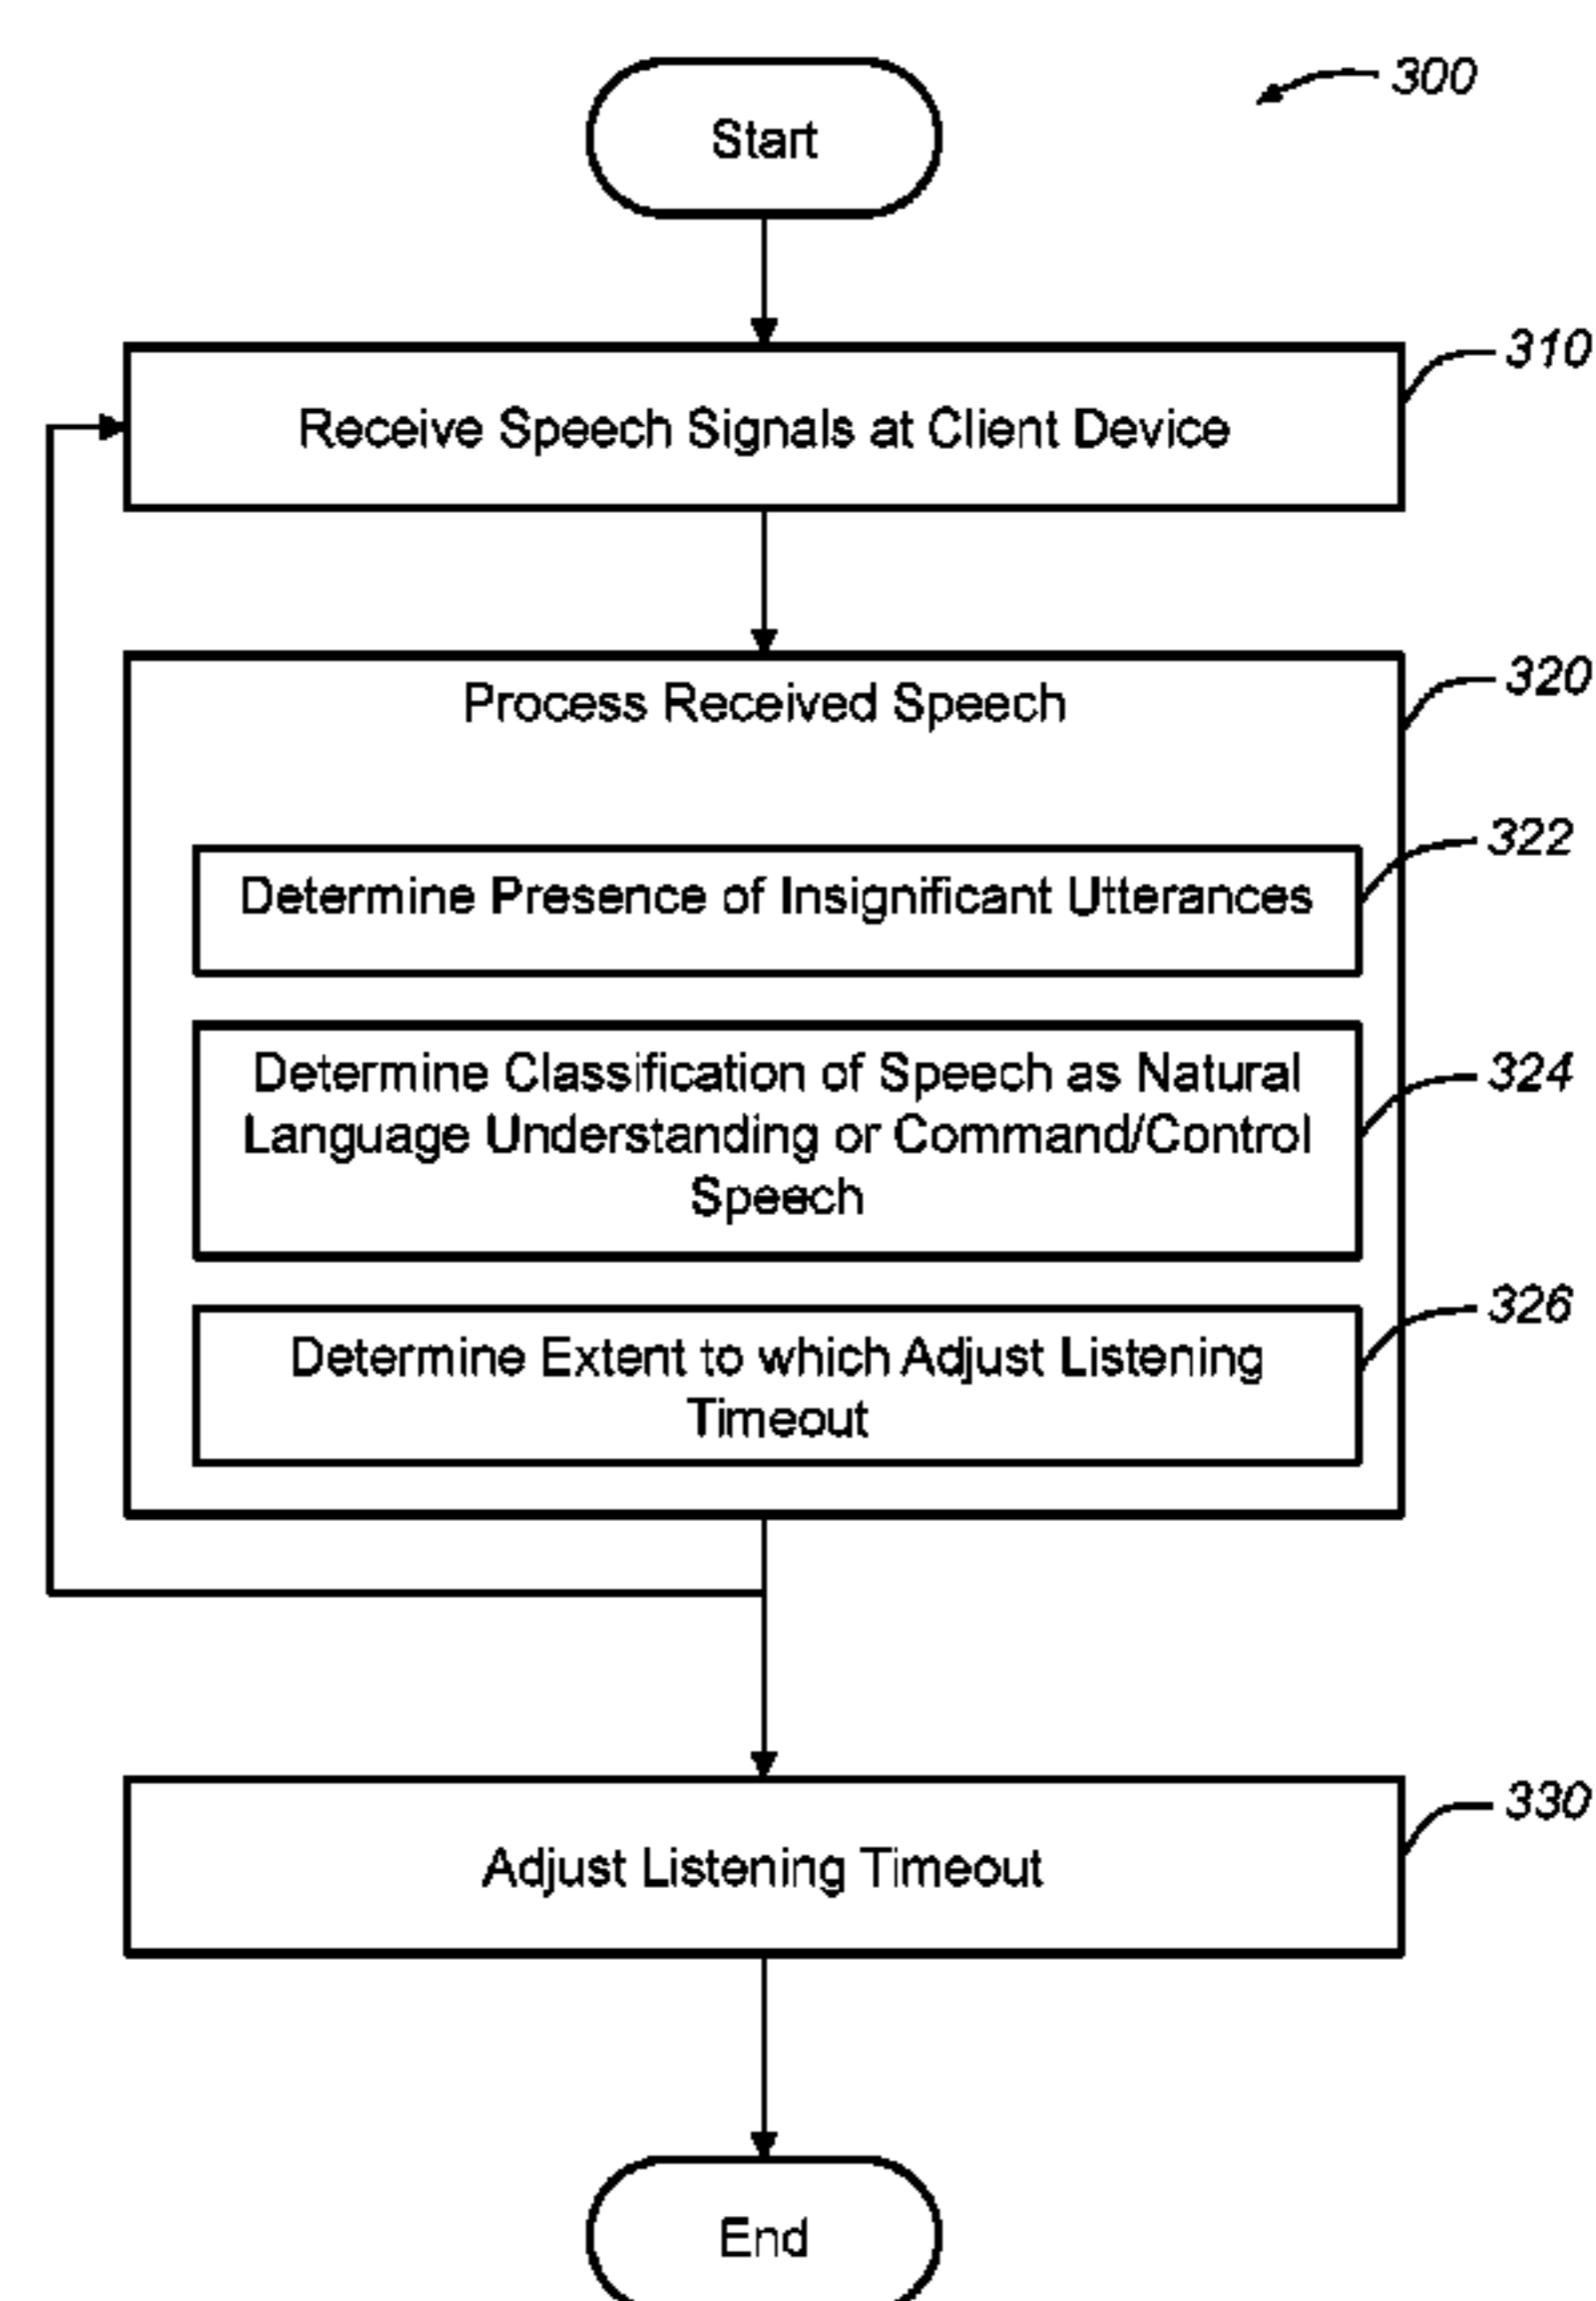 300
Start
310
Receive Speech Signals at Client Device
320
Process Received Speech
322
Determine Presence of Insignificant Utterances
324
Determine Classification of Speech as Natural
Language Understanding or Command/Control
Speech
326
Determine Extent to which Adjust Listening
Timeout
330
Adjust Listening Timeout
End